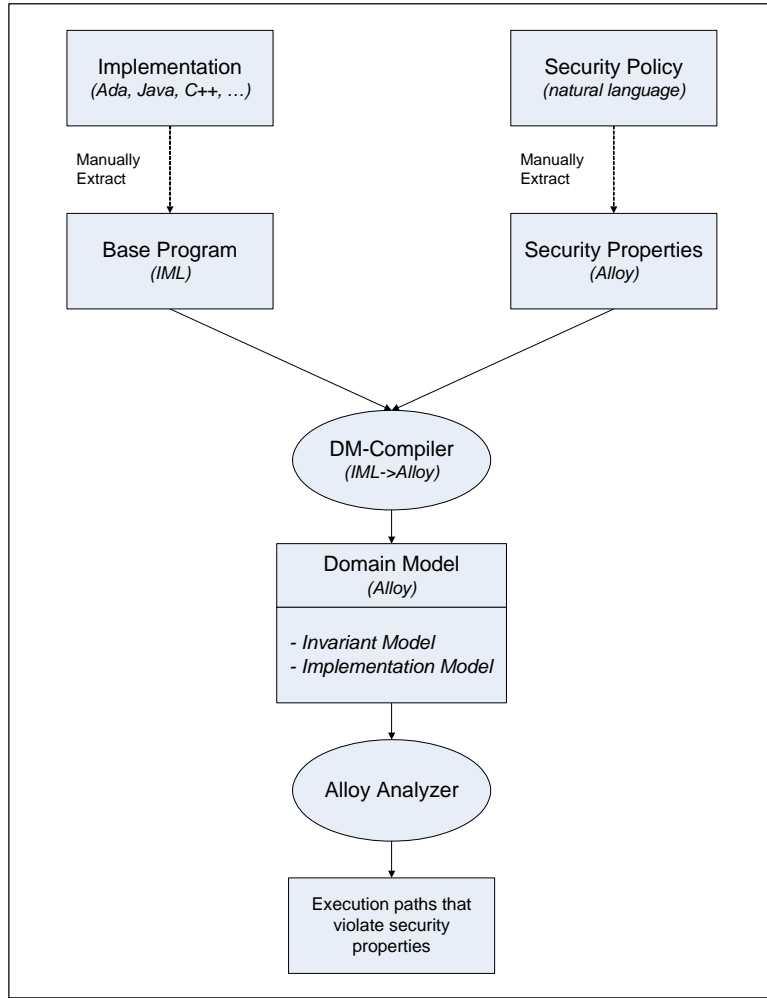 Implementation
(Ada, Java, C++, ...)
Security Policy
(natural language)
Manually
Extract
Manually
Extract
Base Program
(IML)
Security Properties
(Alloy)
DM-Compiler
(IML->Alloy)
Domain Model
(Alloy)
- Invariant Model
- Implementation Model
Alloy Analyzer
Execution paths that
violate security
properties